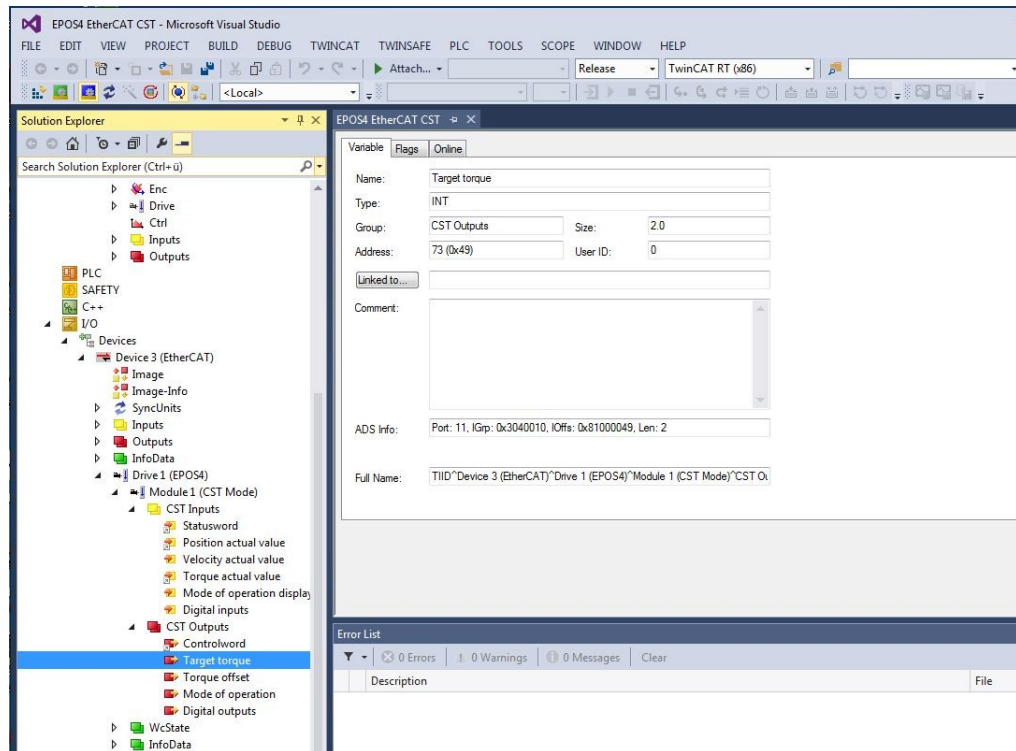 EPOS4 EtherCAT CST - Microsoft Visual Studio
FILE EDIT VIEW PROJECT BUILD DEBUG TWINCAT TWINSAFE PLC TOOLS SCOPE WINDOW HELP
Attach... Release TwinCAT RT (x86)
<Local>
Solution Explorer
Search Solution Explorer (Ctrl+ü)
Enc
Drive
Ctrl
Inputs
Outputs
PLC
SAFETY
C++
I/O
Devices
Device 3 (EtherCAT)
Image
Image-Info
SyncUnits
Inputs
Outputs
InfoData
Drive 1 (EPOS4)
Module 1 (CST Mode)
CST Inputs
Statusword
Position actual value
Velocity actual value
Torque actual value
Mode of operation display
Digital inputs
CST Outputs
Controlword
Target torque
Torque offset
Mode of operation
Digital outputs
WcState
InfoData
EPOS4 EtherCAT CST
Variable Flags Online
Name: Target torque
Type: INT
Group: CST Outputs Size: 2.0
Address: 73 (0x49) User ID: 0
Linked to...
Comment:
ADS Info: Port: 11, IGrp: 0x3040010, IOffs: 0x81000049, Len: 2
Full Name: TIID^Device 3 (EtherCAT)^Drive 1 (EPOS4)^Module 1 (CST Mode)^CST Ou
Error List
0 Errors 0 Warnings 0 Messages Clear
Description File